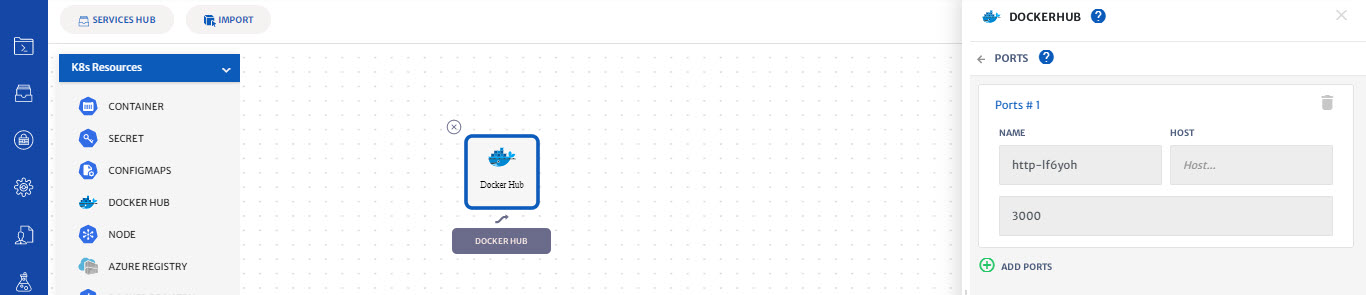 SERVICES HUB
IMPORT
K8s Resources
CONTAINER
SECRET
CONFIGMAPS
DOCKER HUB
NODE
AZURE REGISTRY
Docker Hub
DOCKER HUB
DOCKERHUB ?
PORTS ?
Ports # 1
NAME HOST
http-lf6yoh Host...
3000
ADD PORTS